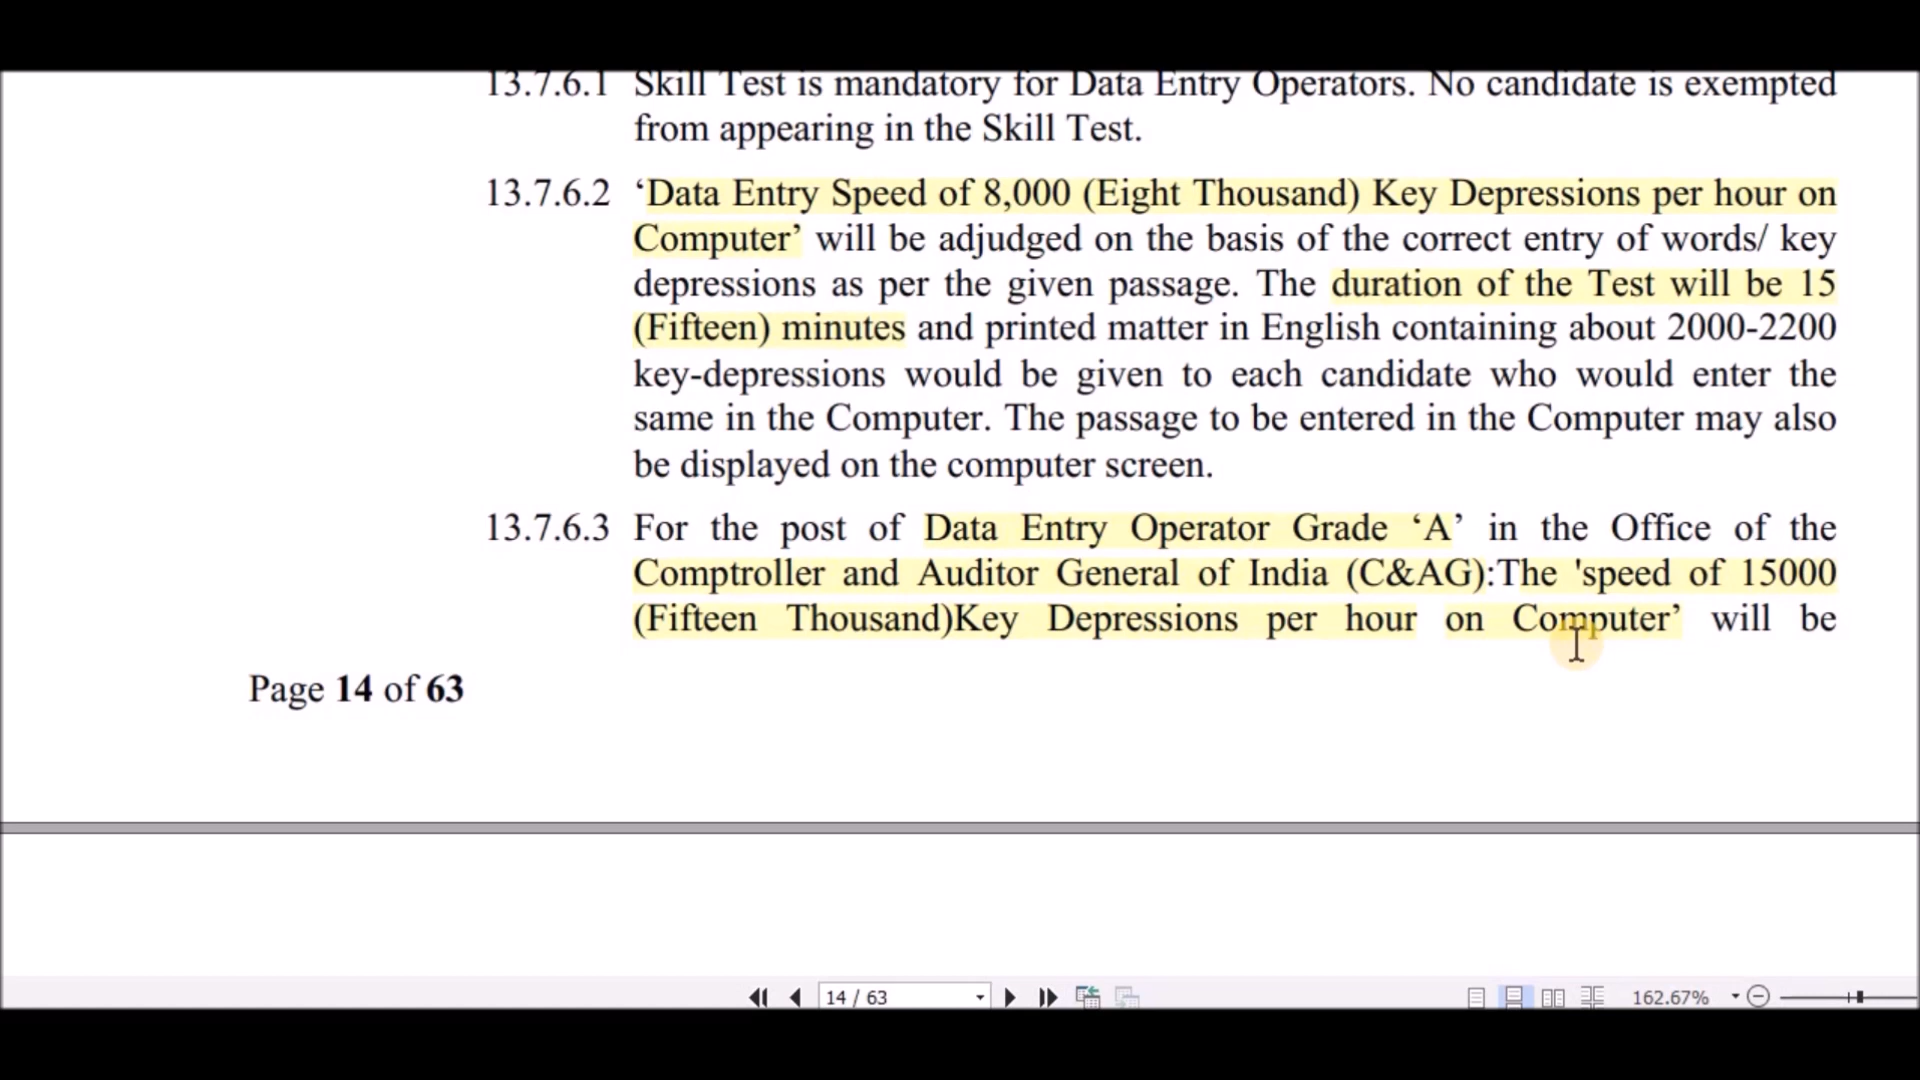 13.7.6.1 Skill Test is mandatory for Data Entry Operators. No candidate is exempted
from appearing in the Skill Test.
13.7.6.2 ‘Data Entry Speed of 8,000 (Eight Thousand) Key Depressions per hour on
Computer’ will be adjudged on the basis of the correct entry of words/ key
depressions as per the given passage. The duration of the Test will be 15
(Fifteen) minutes and printed matter in English containing about 2000-2200
key-depressions would be given to each candidate who would enter the
same in the Computer. The passage to be entered in the Computer may also
be displayed on the computer screen.
13.7.6.3 For the post of Data Entry Operator Grade ‘A’ in the Office of the
Comptroller and Auditor General of India (C&AG):The 'speed of 15000
(Fifteen Thousand)Key Depressions per hour on Computer’ will be
Page 14 of 63
14 / 63
162.67%